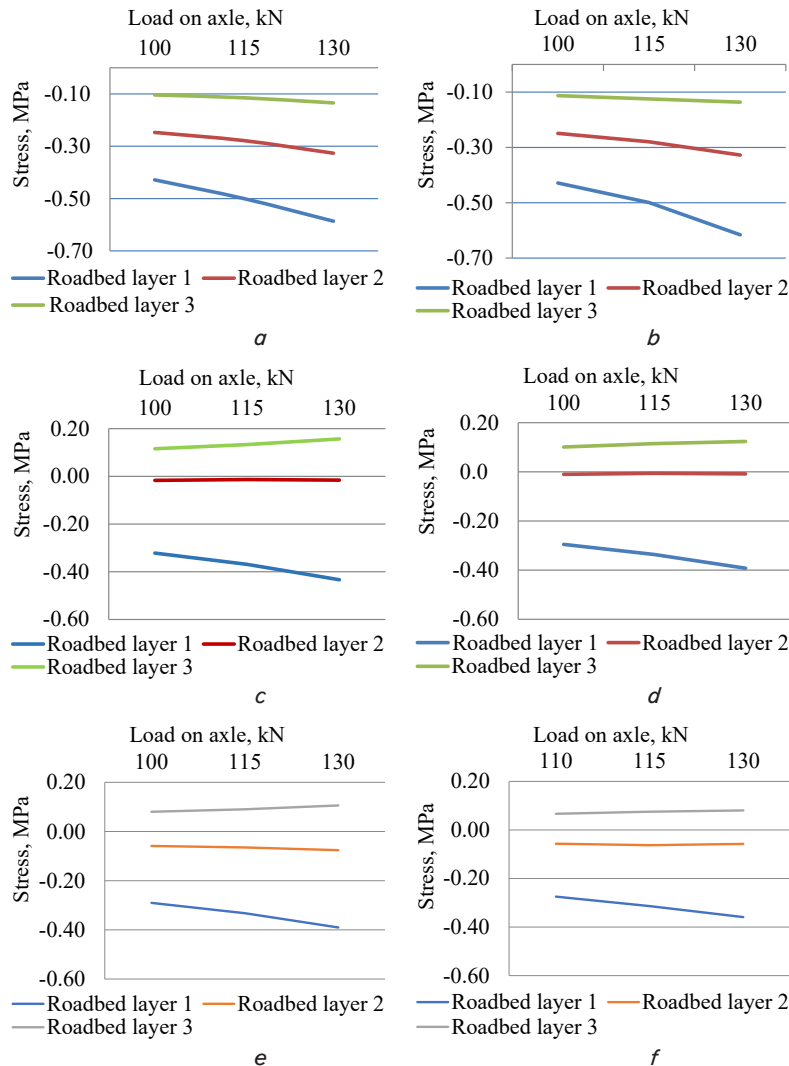 Load on axle, kN
100 115 130
Stress, MPa
-0.10
-0.30
-0.50
-0.70
Roadbed layer 1 Roadbed layer 2
Roadbed layer 3
a
Load on axle, kN
100 115 130
Stress, MPa
-0.10
-0.30
-0.50
-0.70
Roadbed layer 1 Roadbed layer 2
Roadbed layer 3
b
Load on axle, kN
100 115 130
Stress, MPa
0.20
0.00
-0.20
-0.40
-0.60
Roadbed layer 1 Roadbed layer 2
Roadbed layer 3
c
Load on axle, kN
100 115 130
Stress, MPa
0.20
0.0
-0.20
-0.40
-0.60
Roadbed layer 1 Roadbed layer 2
Roadbed layer 3
d
Load on axle, kN
100 115 130
Stress, MPa
0.20
0.00
-0.20
-0.40
-0.60
Roadbed layer 1 Roadbed layer 2
Roadbed layer 3
e
Load on axle, kN
110 115 130
Stress, MPa
0.20
0.00
-0.20
-0.40
-0.60
Roadbed layer 1 Roadbed layer 2
Roadbed layer 3
f